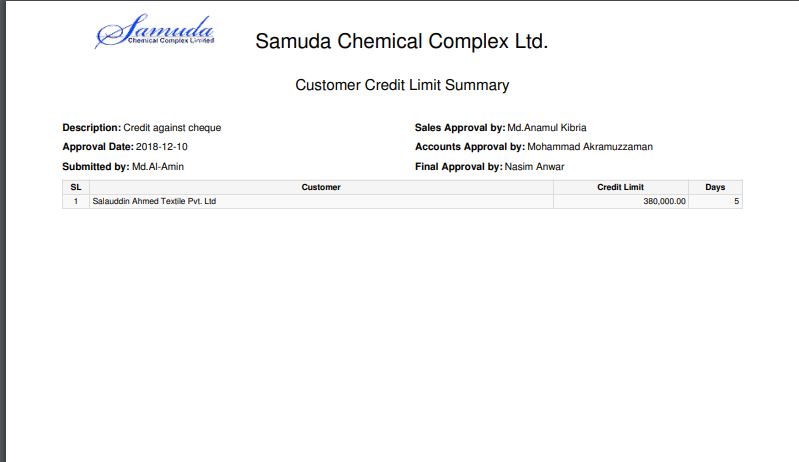 Samuda
Chemical Complex Limited
Samuda Chemical Complex Ltd.
Customer Credit Limit Summary
Description: Credit against cheque
Sales Approval by: Md.Anamul Kibria
Approval Date: 2018-12-10
Accounts Approval by: Mohammad Akramuzzaman
Submitted by: Md.Al-Amin
Final Approval by: Nasim Anwar
SL Customer Credit Limit Days
1 Salauddin Ahmed Textile Pvt. Ltd 380,000.00 5